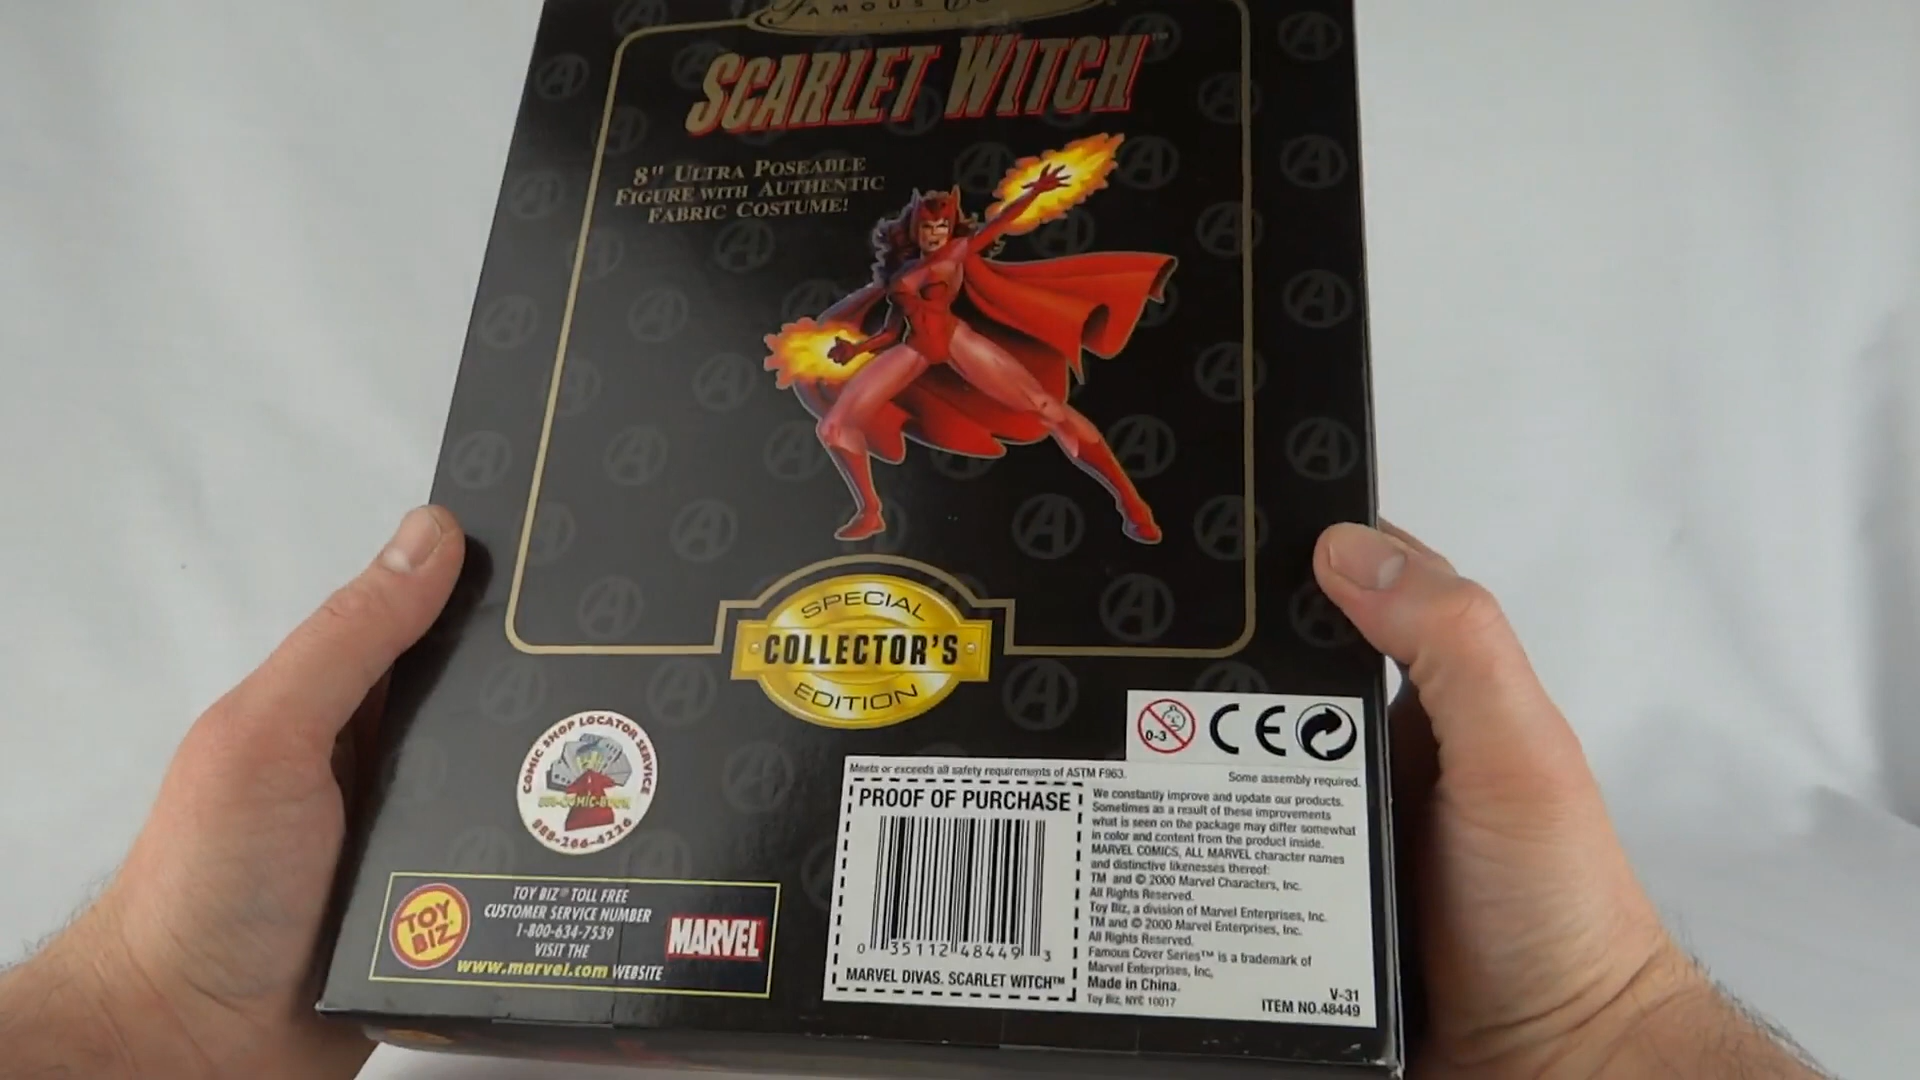 FAMOUS
SCARLET WITCH™
8" ULTRA POSEABLE
FIGURE WITH AUTHENTIC
FABRIC COSTUME!
SPECIAL
COLLECTOR'S
EDITION
COMIC SHOP LOCATOR SERVICE
888-COMIC-BOOK
888-266-4226
TOY BIZ
TOY BIZ® TOLL FREE
CUSTOMER SERVICE NUMBER
1-800-634-7539
VISIT THE
www.marvel.com WEBSITE
MARVEL
0-3
CE
Meets or exceeds all safety requirements of ASTM F963.
Some assembly required.
PROOF OF PURCHASE
0 35112 48449 3
MARVEL DIVAS. SCARLET WITCH™
We constantly improve and update our products.
Sometimes as a result of these improvements
what is seen on the package may differ somewhat
in color and content from the product inside.
MARVEL COMICS, ALL MARVEL character names
and distinctive likenesses thereof:
TM and © 2000 Marvel Characters, Inc.
All Rights Reserved.
Toy Biz, a division of Marvel Enterprises, Inc.
TM and © 2000 Marvel Enterprises, Inc.
All Rights Reserved.
Famous Cover Series™ is a trademark of
Marvel Enterprises, Inc,
Made in China.
Toy Biz, NYC 10017
V-31
ITEM NO.48449